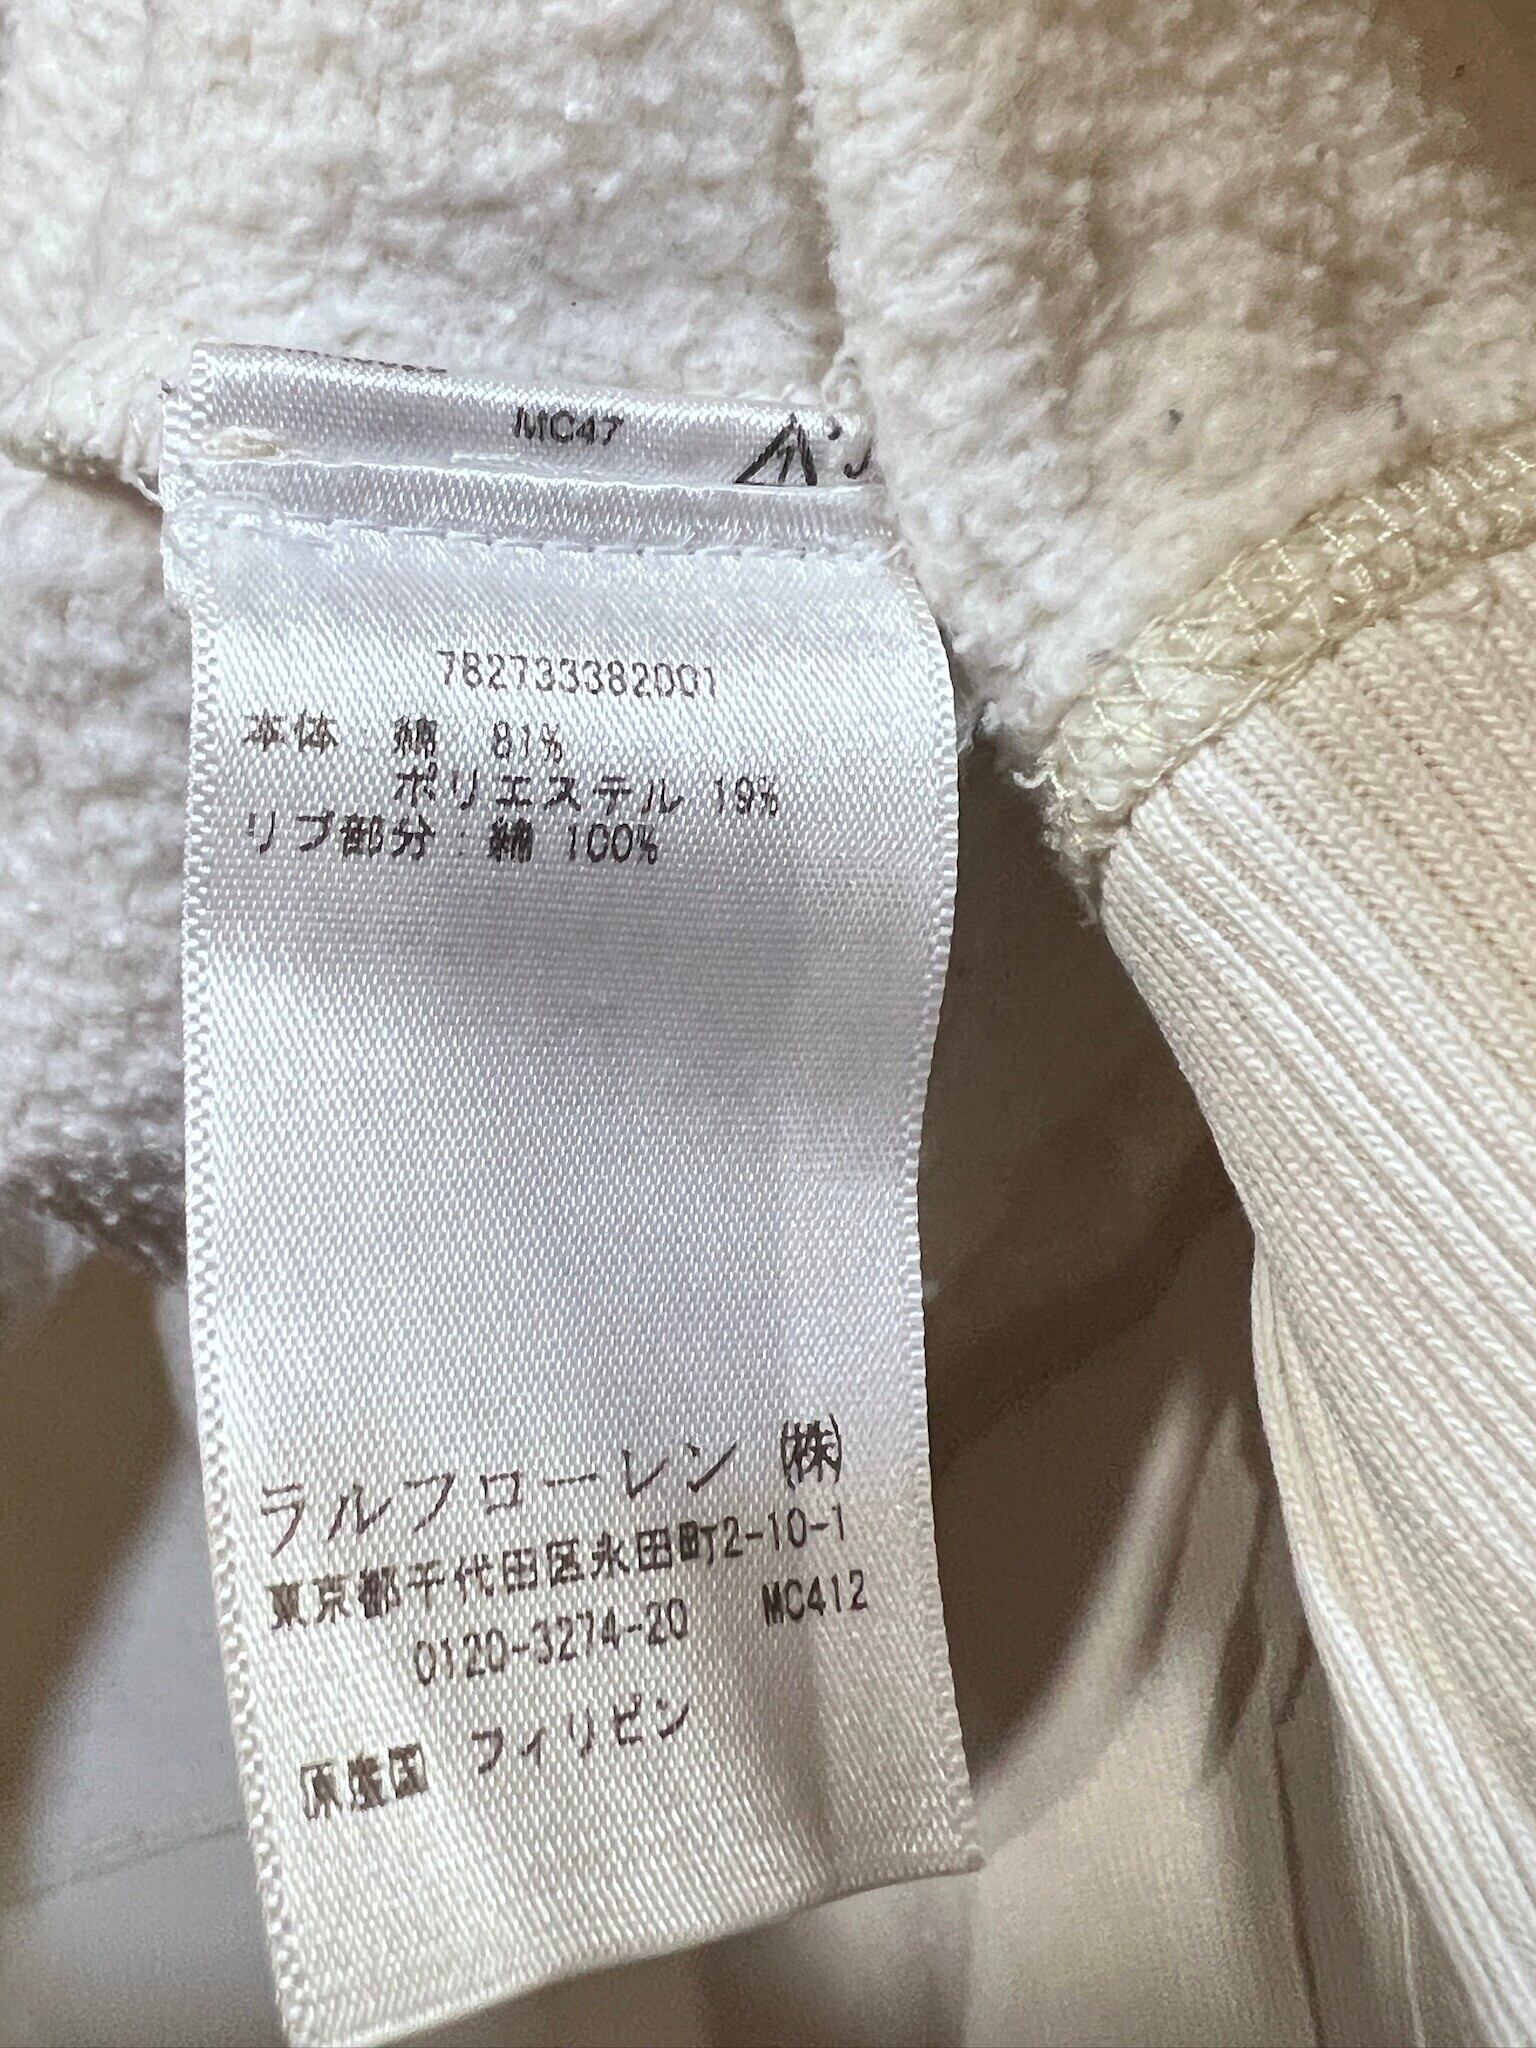 MC47
782733382001
本体 : 綿 81%
ポリエステル 19%
リブ部分 : 綿 100%
ラルフローレン ㈱
東京都千代田区永田町2-10-1
0120-3274-20 MC412
原産国 フィリピン